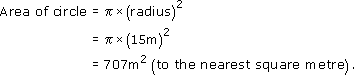 Area of circle = π × (radius)²
= π × (15m)²
= 707m² (to the nearest square metre).